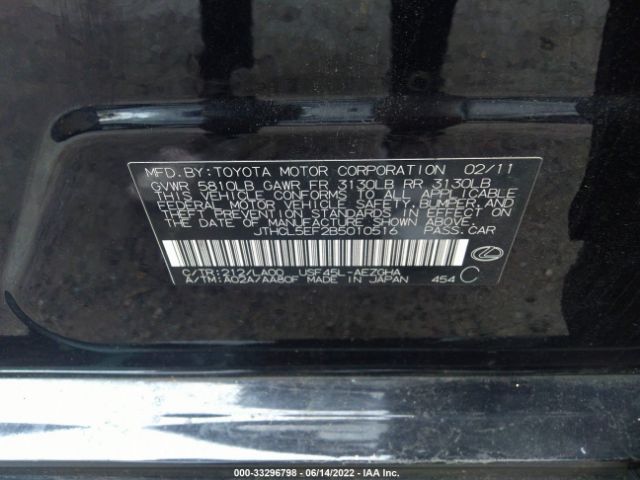 MFD.BY:TOYOTA MOTOR CORPORATION 02/11
GVWR 5810LB GAWR FR 3130LB RR 3130LB
THIS VEHICLE CONFORMS TO ALL APPLICABLE
FEDERAL MOTOR VEHICLE SAFETY, BUMPER, AND
THEFT PREVENTION STANDARDS IN EFFECT ON
THE DATE OF MANUFACTURE SHOWN ABOVE.
JTHCL5EF2B50T0516 PASS.CAR
C/TR:212/LA00 USF45L-AEZGHA
A/TM:A02A/AA80F MADE IN JAPAN 454 C
000-33296798 - 06/14/2022 - IAA Inc.